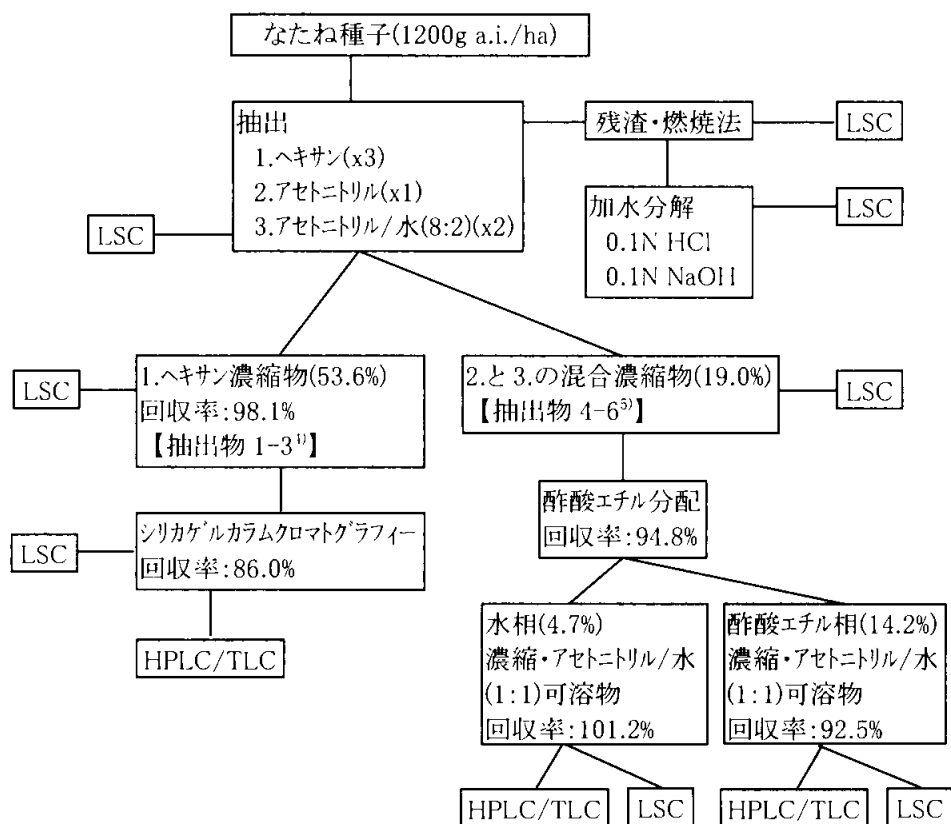 なたね種子(1200g a.i./ha)
抽出
1.ヘキサン(x3)
2.アセトニトリル(x1)
3.アセトニトリル/水(8:2)(x2)
残渣・燃焼法
LSC
加水分解
0.1N HCl
0.1N NaOH
LSC
LSC
1.ヘキサン濃縮物(53.6%)
回収率:98.1%
【抽出物 1-3¹⁾】
LSC
2.と3.の混合濃縮物(19.0%)
【抽出物 4-6⁵⁾】
LSC
シリカゲルカラムクロマトグラフィー
回収率:86.0%
LSC
HPLC/TLC
酢酸エチル分配
回収率:94.8%
水相(4.7%)
濃縮・アセトニトリル/水
(1:1)可溶物
回収率:101.2%
酢酸エチル相(14.2%)
濃縮・アセトニトリル/水
(1:1)可溶物
回収率:92.5%
HPLC/TLC
LSC
HPLC/TLC
LSC